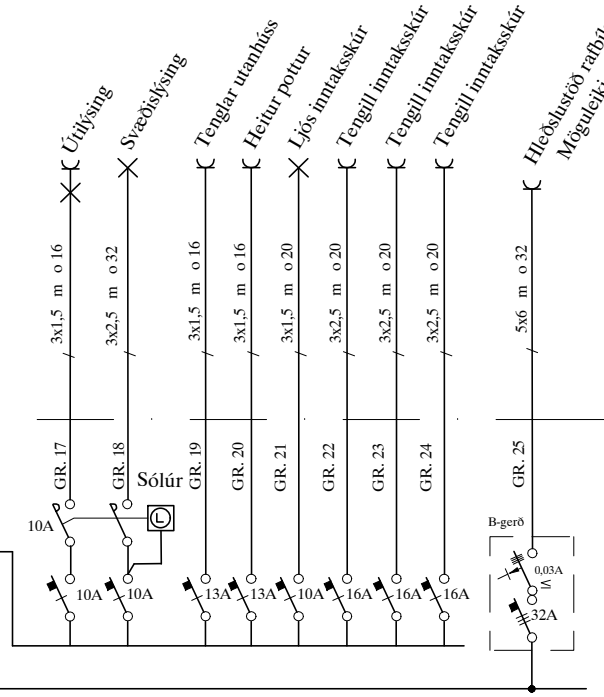 Útilýsing
Svæðislýsing
Tenglar utanhúss
Heitur pottur
Ljós inntaksskúr
Tengill inntaksskúr
Tengill inntaksskúr
Tengill inntaksskúr
Hleðslustöð rafbíl
Möguleiki
3x1,5 m o 16
3x2,5 m o 32
3x1,5 m o 16
3x1,5 m o 16
3x1,5 m o 20
3x2,5 m o 20
3x2,5 m o 20
3x2,5 m o 20
5x6 m o 32
GR. 17
GR. 18
GR. 19
GR. 20
GR. 21
GR. 22
GR. 23
GR. 24
GR. 25
Sólúr
L
10A
B-gerð
0,03A
≤
10A
10A
13A
13A
10A
16A
16A
16A
32A